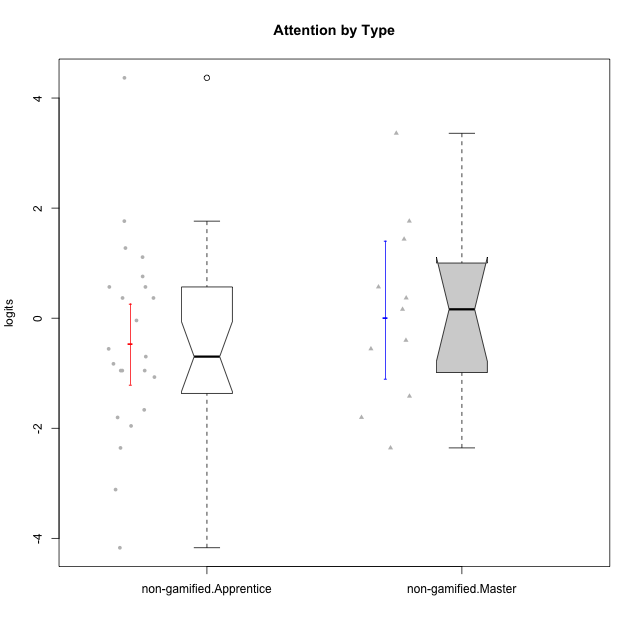 Attention by Type
logits
4
2
0
-2
-4
non-gamified.Apprentice
non-gamified.Master